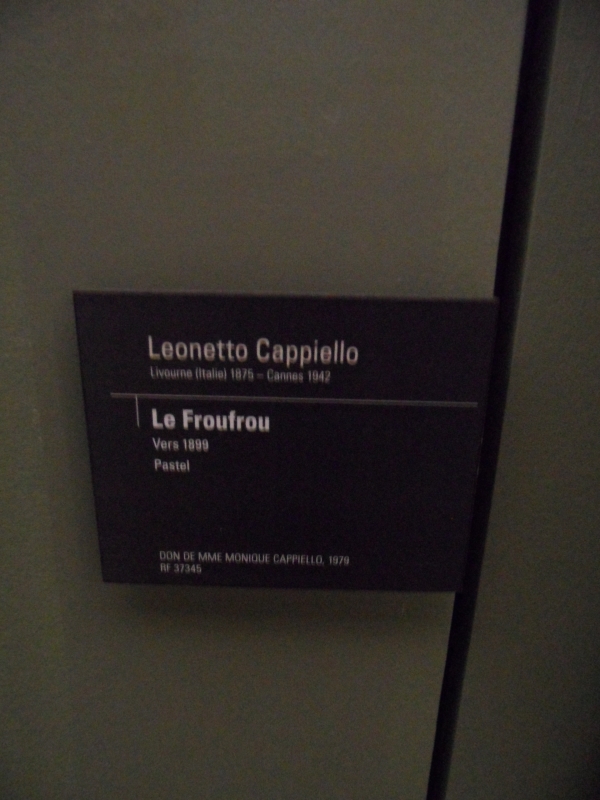 Leonetto Cappiello
Livourne (Italie) 1875 – Cannes 1942
Le Froufrou
Vers 1899
Pastel
DON DE MME MONIQUE CAPPIELLO, 1979
RF 37345